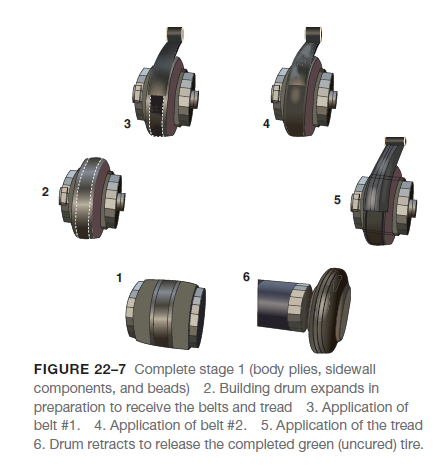 3
4
2
5
1
6
FIGURE 22–7 Complete stage 1 (body plies, sidewall
components, and beads) 2. Building drum expands in
preparation to receive the belts and tread 3. Application of
belt #1. 4. Application of belt #2. 5. Application of the tread
6. Drum retracts to release the completed green (uncured) tire.